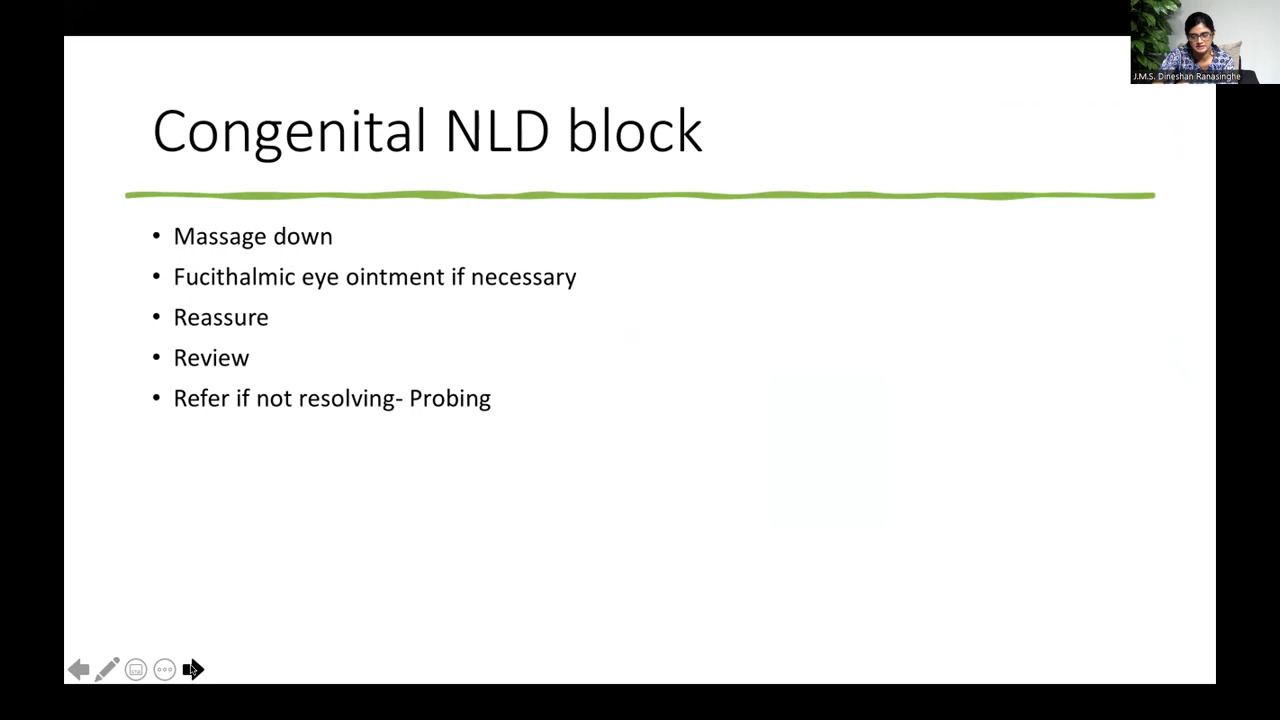 J.M.S. Dineshan Ranasinghe
Congenital NLD block
• Massage down
• Fucithalmic eye ointment if necessary
• Reassure
• Review
• Refer if not resolving- Probing